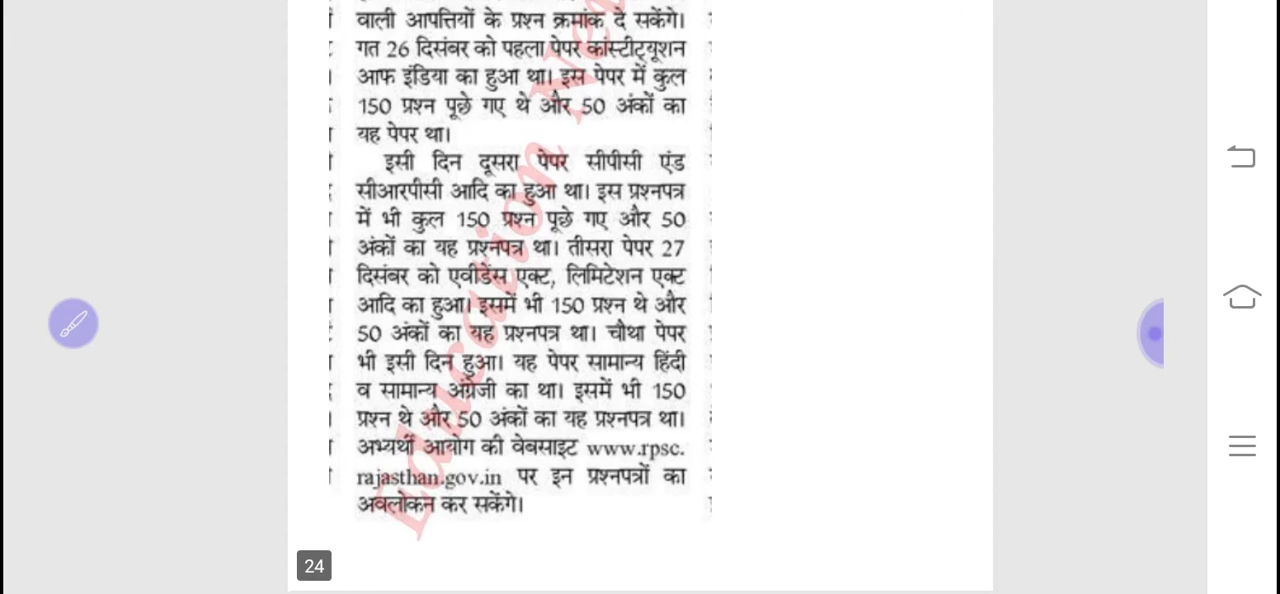 वाली आपत्तियों के प्रश्न क्रमांक दे सकेंगे।
गत 26 दिसंबर को पहला पेपर कांस्टीट्यूशन
आफ इंडिया का हुआ था। इस पेपर में कुल
150 प्रश्न पूछे गए थे और 50 अंकों का
यह पेपर था।
इसी दिन दूसरा पेपर सीपीसी एंड
सीआरपीसी आदि का हुआ था। इस प्रश्नपत्र
में भी कुल 150 प्रश्न पूछे गए और 50
अंकों का यह प्रश्नपत्र था। तीसरा पेपर 27
दिसंबर को एवीडेंस एक्ट, लिमिटेशन एक्ट
आदि का हुआ। इसमें भी 150 प्रश्न थे और
50 अंकों का यह प्रश्नपत्र था। चौथा पेपर
भी इसी दिन हुआ। यह पेपर सामान्य हिंदी
व सामान्य अंग्रेजी का था। इसमें भी 150
प्रश्न थे और 50 अंकों का यह प्रश्नपत्र था।
अभ्यर्थी आयोग की वेबसाइट www.rpsc.
rajasthan.gov.in पर इन प्रश्नपत्रों का
अवलोकन कर सकेंगे।
Education New
24